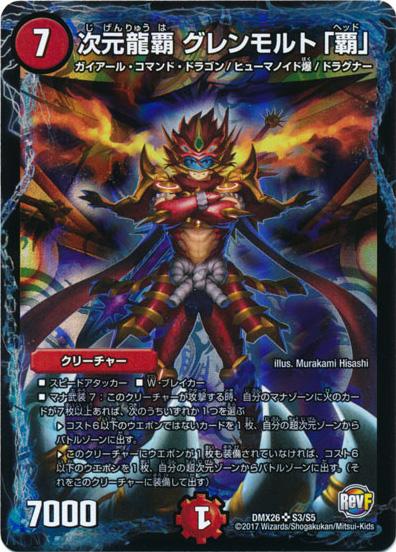 7
じげんりゅうは ヘッド
次元龍覇 グレンモルト「覇」
ガイアール・コマンド・ドラゴン/ヒューマノイド爆/ドラグナー
illus. Murakami Hisashi
クリーチャー
■ スピードアタッカー ■ W・ブレイカー
■ マナ武装 7:このクリーチャーが攻撃する時、自分のマナゾーンに火のカー
ドが7枚以上あれば、次のうちいずれか1つを選ぶ
▶コスト6以下のウエポンではないカードを1枚、自分の超次元ゾーンから
バトルゾーンに出す。
▶このクリーチャーにウエポンが1枚も装備されていなければ、コスト6
以下のウエポンを1枚、自分の超次元ゾーンからバトルゾーンに出す。(そ
れをこのクリーチャーに装備して出す)
RevF
7000
1
DMX26 S3/S5
©2017 Wizards/Shogakukan/Mitsui-Kids